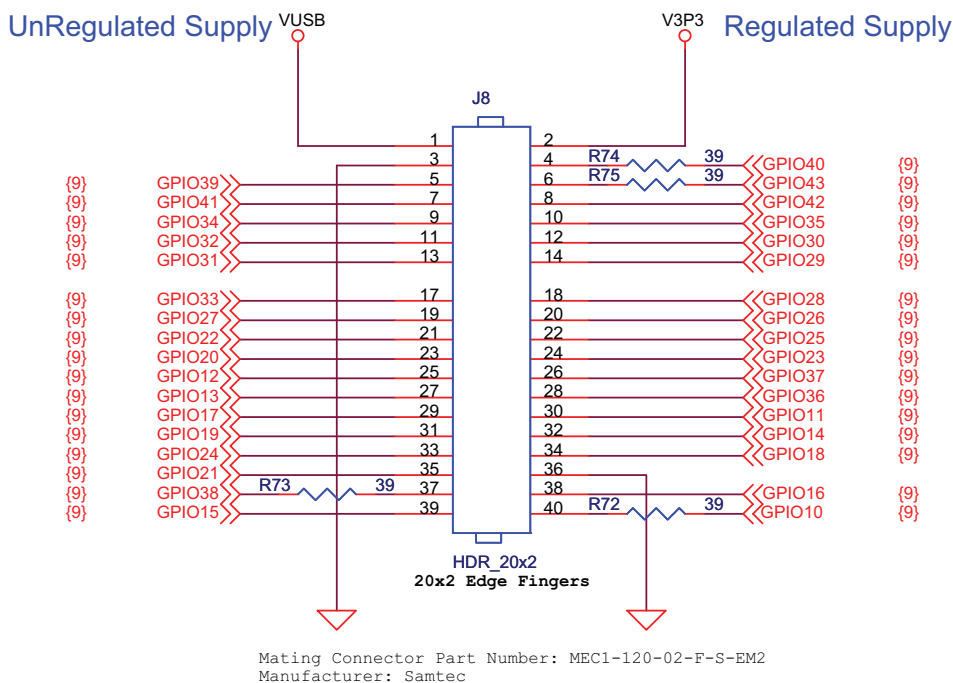 UnRegulated Supply VUSB V3P3 Regulated Supply
J8
1 2
3 4 R74 39 GPIO40 {9}
{9} GPIO39 5 6 R75 39 GPIO43 {9}
{9} GPIO41 7 8 GPIO42 {9}
{9} GPIO34 9 10 GPIO35 {9}
{9} GPIO32 11 12 GPIO30 {9}
{9} GPIO31 13 14 GPIO29 {9}
{9} GPIO33 17 18 GPIO28 {9}
{9} GPIO27 19 20 GPIO26 {9}
{9} GPIO22 21 22 GPIO25 {9}
{9} GPIO20 23 24 GPIO23 {9}
{9} GPIO12 25 26 GPIO37 {9}
{9} GPIO13 27 28 GPIO36 {9}
{9} GPIO17 29 30 GPIO11 {9}
{9} GPIO19 31 32 GPIO14 {9}
{9} GPIO24 33 34 GPIO18 {9}
{9} GPIO21 35 36
{9} GPIO38 R73 39 37 38 GPIO16 {9}
{9} GPIO15 39 40 R72 39 GPIO10 {9}
HDR_20x2
20x2 Edge Fingers
Mating Connector Part Number: MEC1-120-02-F-S-EM2
Manufacturer: Samtec